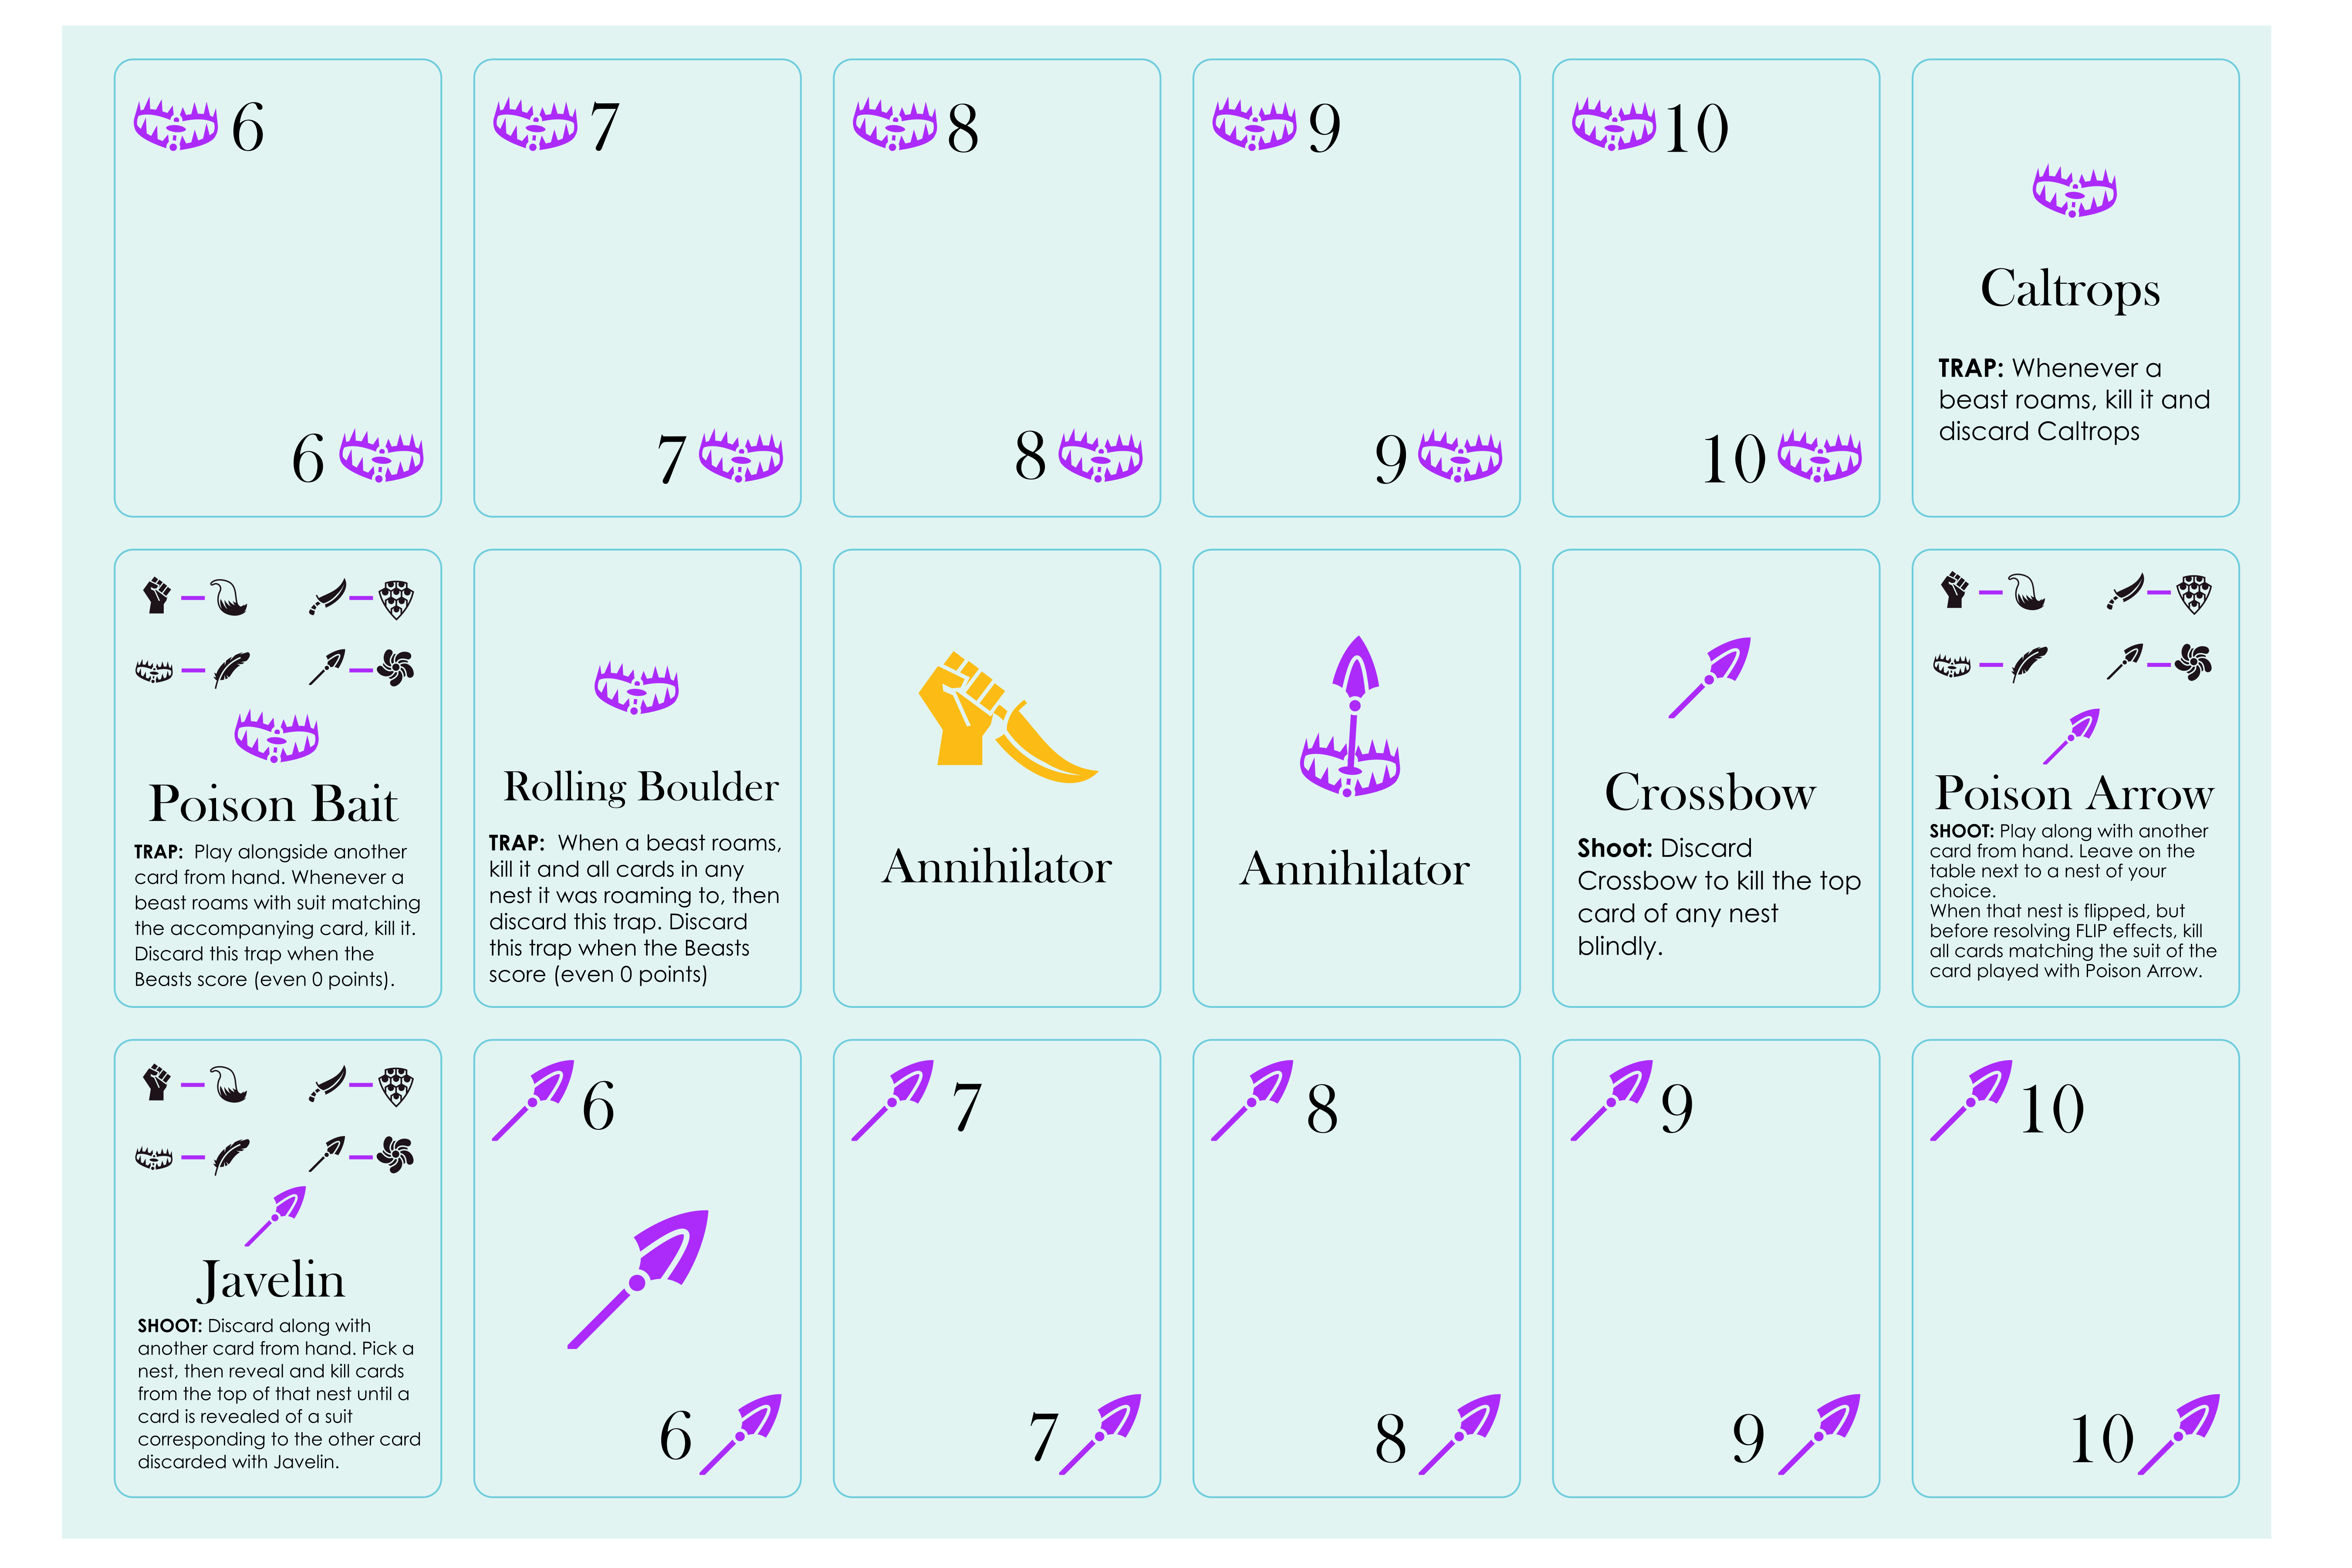 6
6
7
7
8
8
9
9
10
10
Caltrops
TRAP: Whenever a
beast roams, kill it and
discard Caltrops
Poison Bait
TRAP: Play alongside another
card from hand. Whenever a
beast roams with suit matching
the accompanying card, kill it.
Discard this trap when the
Beasts score (even 0 points).
Rolling Boulder
TRAP: When a beast roams,
kill it and all cards in any
nest it was roaming to, then
discard this trap. Discard
this trap when the Beasts
score (even 0 points)
Annihilator
Annihilator
Crossbow
Shoot: Discard
Crossbow to kill the top
card of any nest
blindly.
Poison Arrow
SHOOT: Play along with another
card from hand. Leave on the
table next to a nest of your
choice.
When that nest is flipped, but
before resolving FLIP effects, kill
all cards matching the suit of the
card played with Poison Arrow.
Javelin
SHOOT: Discard along with
another card from hand. Pick a
nest, then reveal and kill cards
from the top of that nest until a
card is revealed of a suit
corresponding to the other card
discarded with Javelin.
6
6
7
7
8
8
9
9
10
10